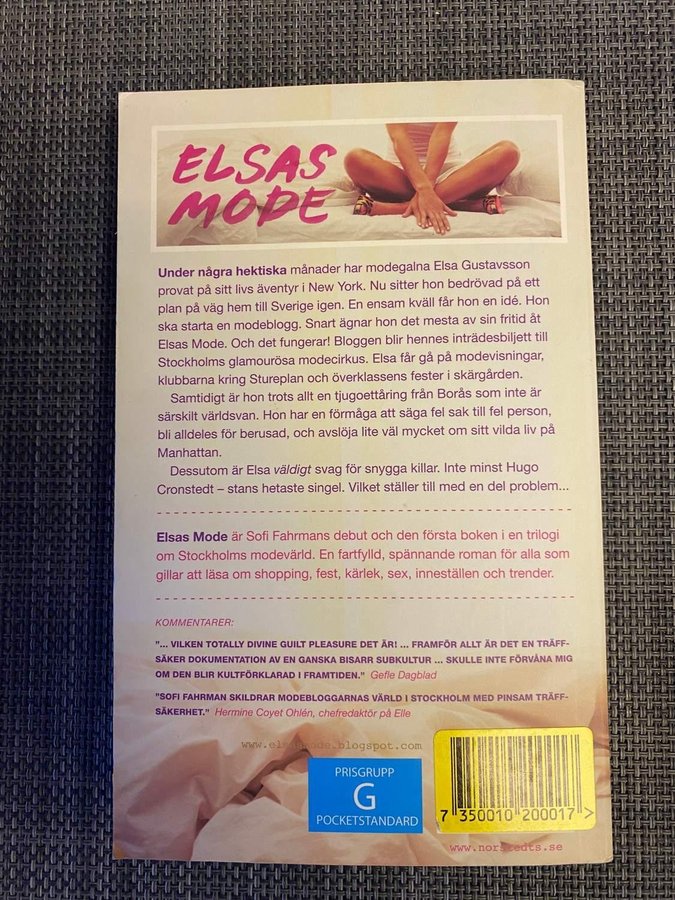 ELSAS
MODE
Under några hektiska månader har modegalna Elsa Gustavsson
provat på sitt livs äventyr i New York. Nu sitter hon bedrövad på ett
plan på väg hem till Sverige igen. En ensam kväll får hon en idé. Hon
ska starta en modeblogg. Snart ägnar hon det mesta av sin fritid åt
Elsas Mode. Och det fungerar! Bloggen blir hennes inträdesbiljett till
Stockholms glamourösa modecirkus. Elsa får gå på modevisningar,
klubbarna kring Stureplan och överklassens fester i skärgården.
Samtidigt är hon trots allt en tjugoettåring från Borås som inte är
särskilt världsvan. Hon har en förmåga att säga fel sak till fel person,
bli alldeles för berusad, och avslöja lite väl mycket om sitt vilda liv på
Manhattan.
Dessutom är Elsa väldigt svag för snygga killar. Inte minst Hugo
Cronstedt – stans hetaste singel. Vilket ställer till med en del problem...
Elsas Mode är Sofi Fahrmans debut och den första boken i en trilogi
om Stockholms modevärld. En fartfylld, spännande roman för alla som
gillar att läsa om shopping, fest, kärlek, sex, inneställen och trender.
KOMMENTARER:
"... VILKEN TOTALLY DIVINE GUILT PLEASURE DET ÄR! ... FRAMFÖR ALLT ÄR DET EN TRÄFF-
SÄKER DOKUMENTATION AV EN GANSKA BISARR SUBKULTUR ... SKULLE INTE FÖRVÅNA MIG
OM DEN BLIR KULTFÖRKLARAD I FRAMTIDEN." Gefle Dagblad
"SOFI FAHRMAN SKILDRAR MODEBLOGGARNAS VÄRLD I STOCKHOLM MED PINSAM TRÄFF-
SÄKERHET." Hermine Coyet Ohlén, chefredaktör på Elle
www.elsasmode.blogspot.com
PRISGRUPP
G
POCKETSTANDARD
7 350010 200017 >
www.norstedts.se